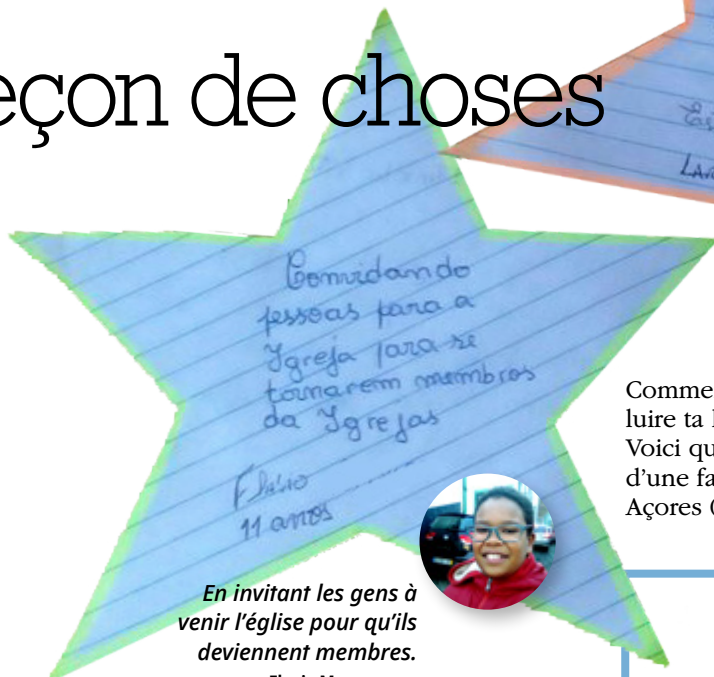 eçon de choses
Convidando
pessoas para a
Igreja para se
tornarem membros
da Igrejas
Flávio
11 anos
En invitant les gens à
venir l’église pour qu’ils
deviennent membres.
Comme
luire ta
Voici qu
d’une fa
Açores (